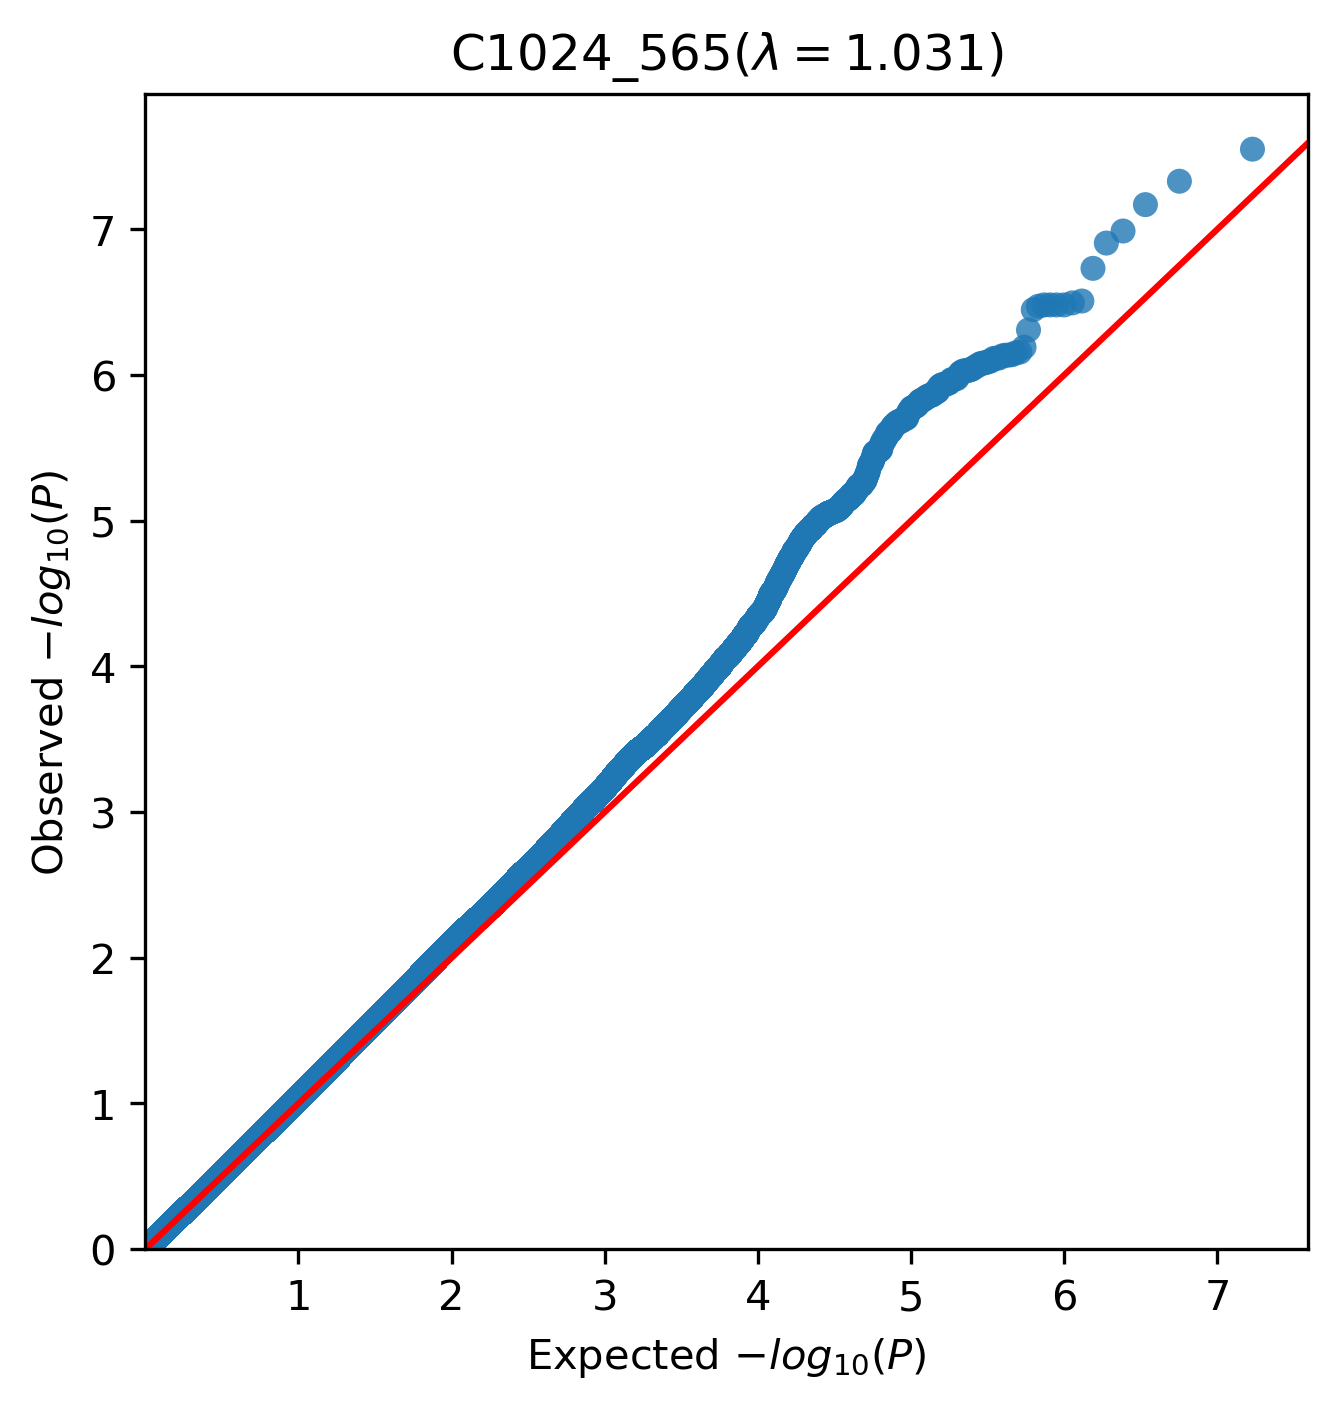 C1024_565(λ = 1.031)
7
6
5
4
3
2
1
0
Observed −log₁₀(P)
1 2 3 4 5 6 7
Expected −log₁₀(P)